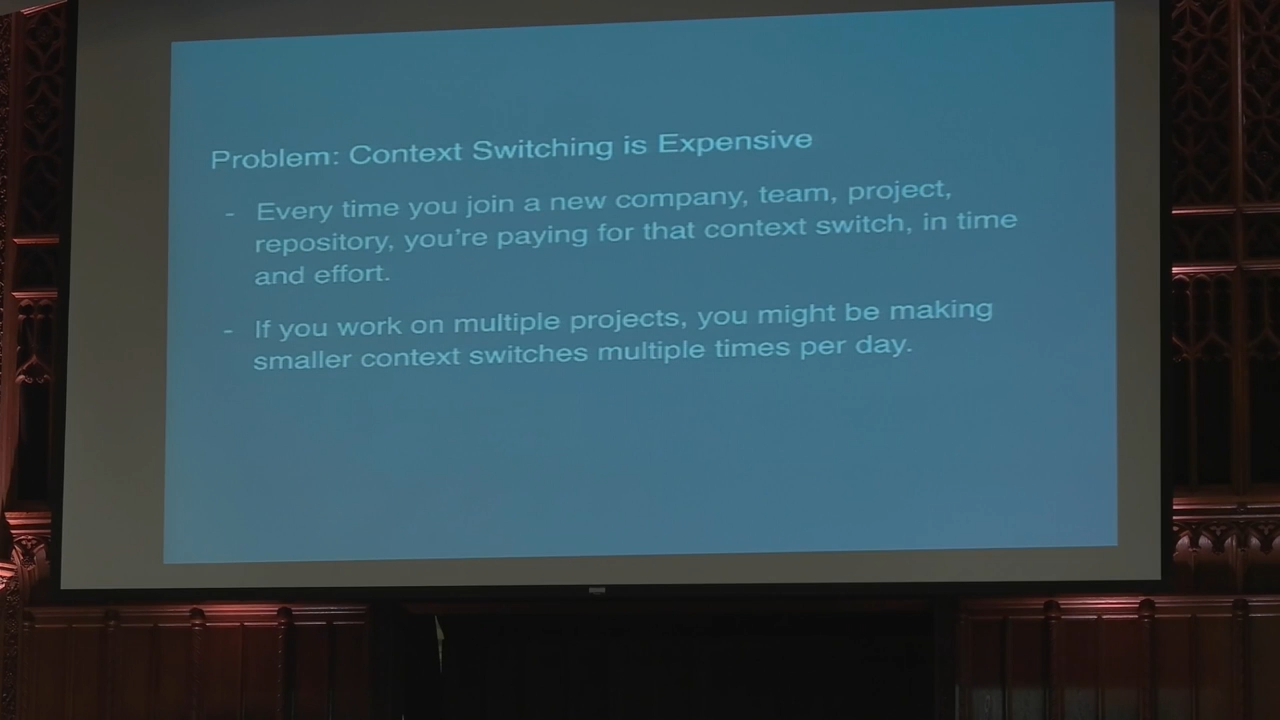 Problem: Context Switching is Expensive
- Every time you join a new company, team, project,
repository, you're paying for that context switch, in time
and effort.
- If you work on multiple projects, you might be making
smaller context switches multiple times per day.